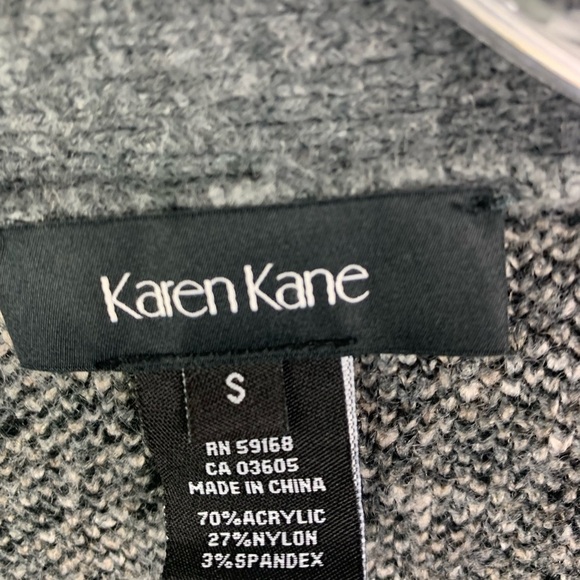 Karen Kane
S
RN 59168
CA 03605
MADE IN CHINA
70%ACRYLIC
27%NYLON
3%SPANDEX